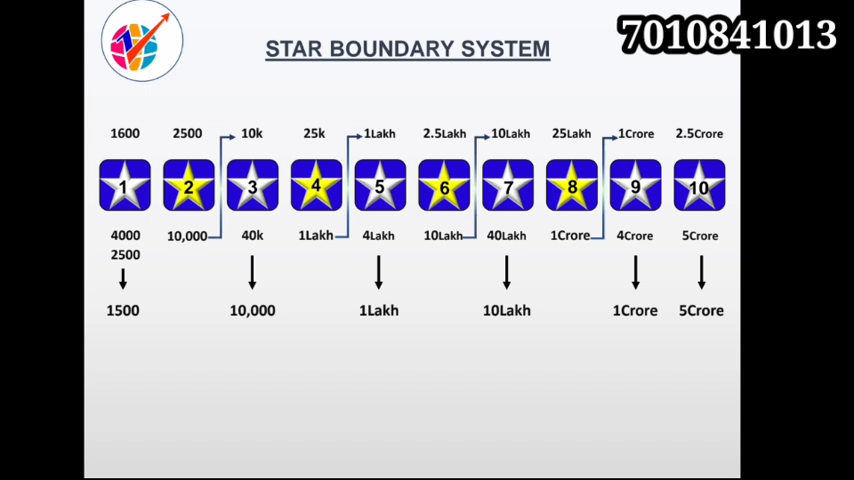 7010841013
STAR BOUNDARY SYSTEM
1600 2500 10k 25k 1Lakh 2.5Lakh 10Lakh 25Lakh 1Crore 2.5Crore
1 2 3 4 5 6 7 8 9 10
4000 10,000 40k 1Lakh 4Lakh 10Lakh 40Lakh 1Crore 4Crore 5Crore
2500
1500 10,000 1Lakh 10Lakh 1Crore 5Crore